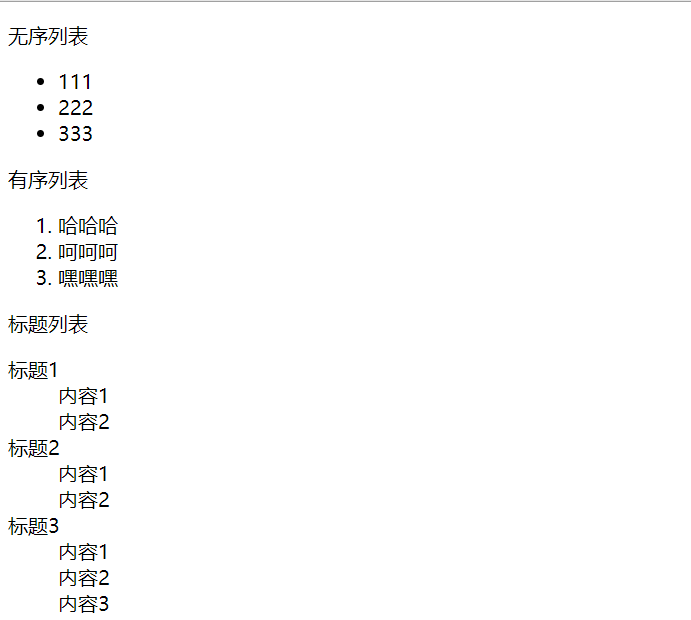 无序列表
• 111
• 222
• 333
有序列表
1. 哈哈哈
2. 呵呵呵
3. 嘿嘿嘿
标题列表
标题1
内容1
内容2
标题2
内容1
内容2
标题3
内容1
内容2
内容3